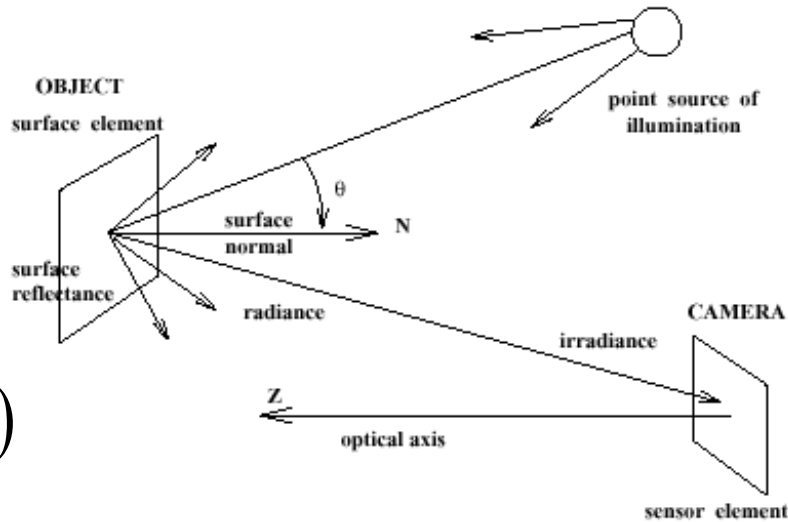 OBJECT
surface element
point source of
illumination
θ
surface
normal
N
surface
reflectance
radiance
irradiance
CAMERA
Z
optical axis
sensor element
)